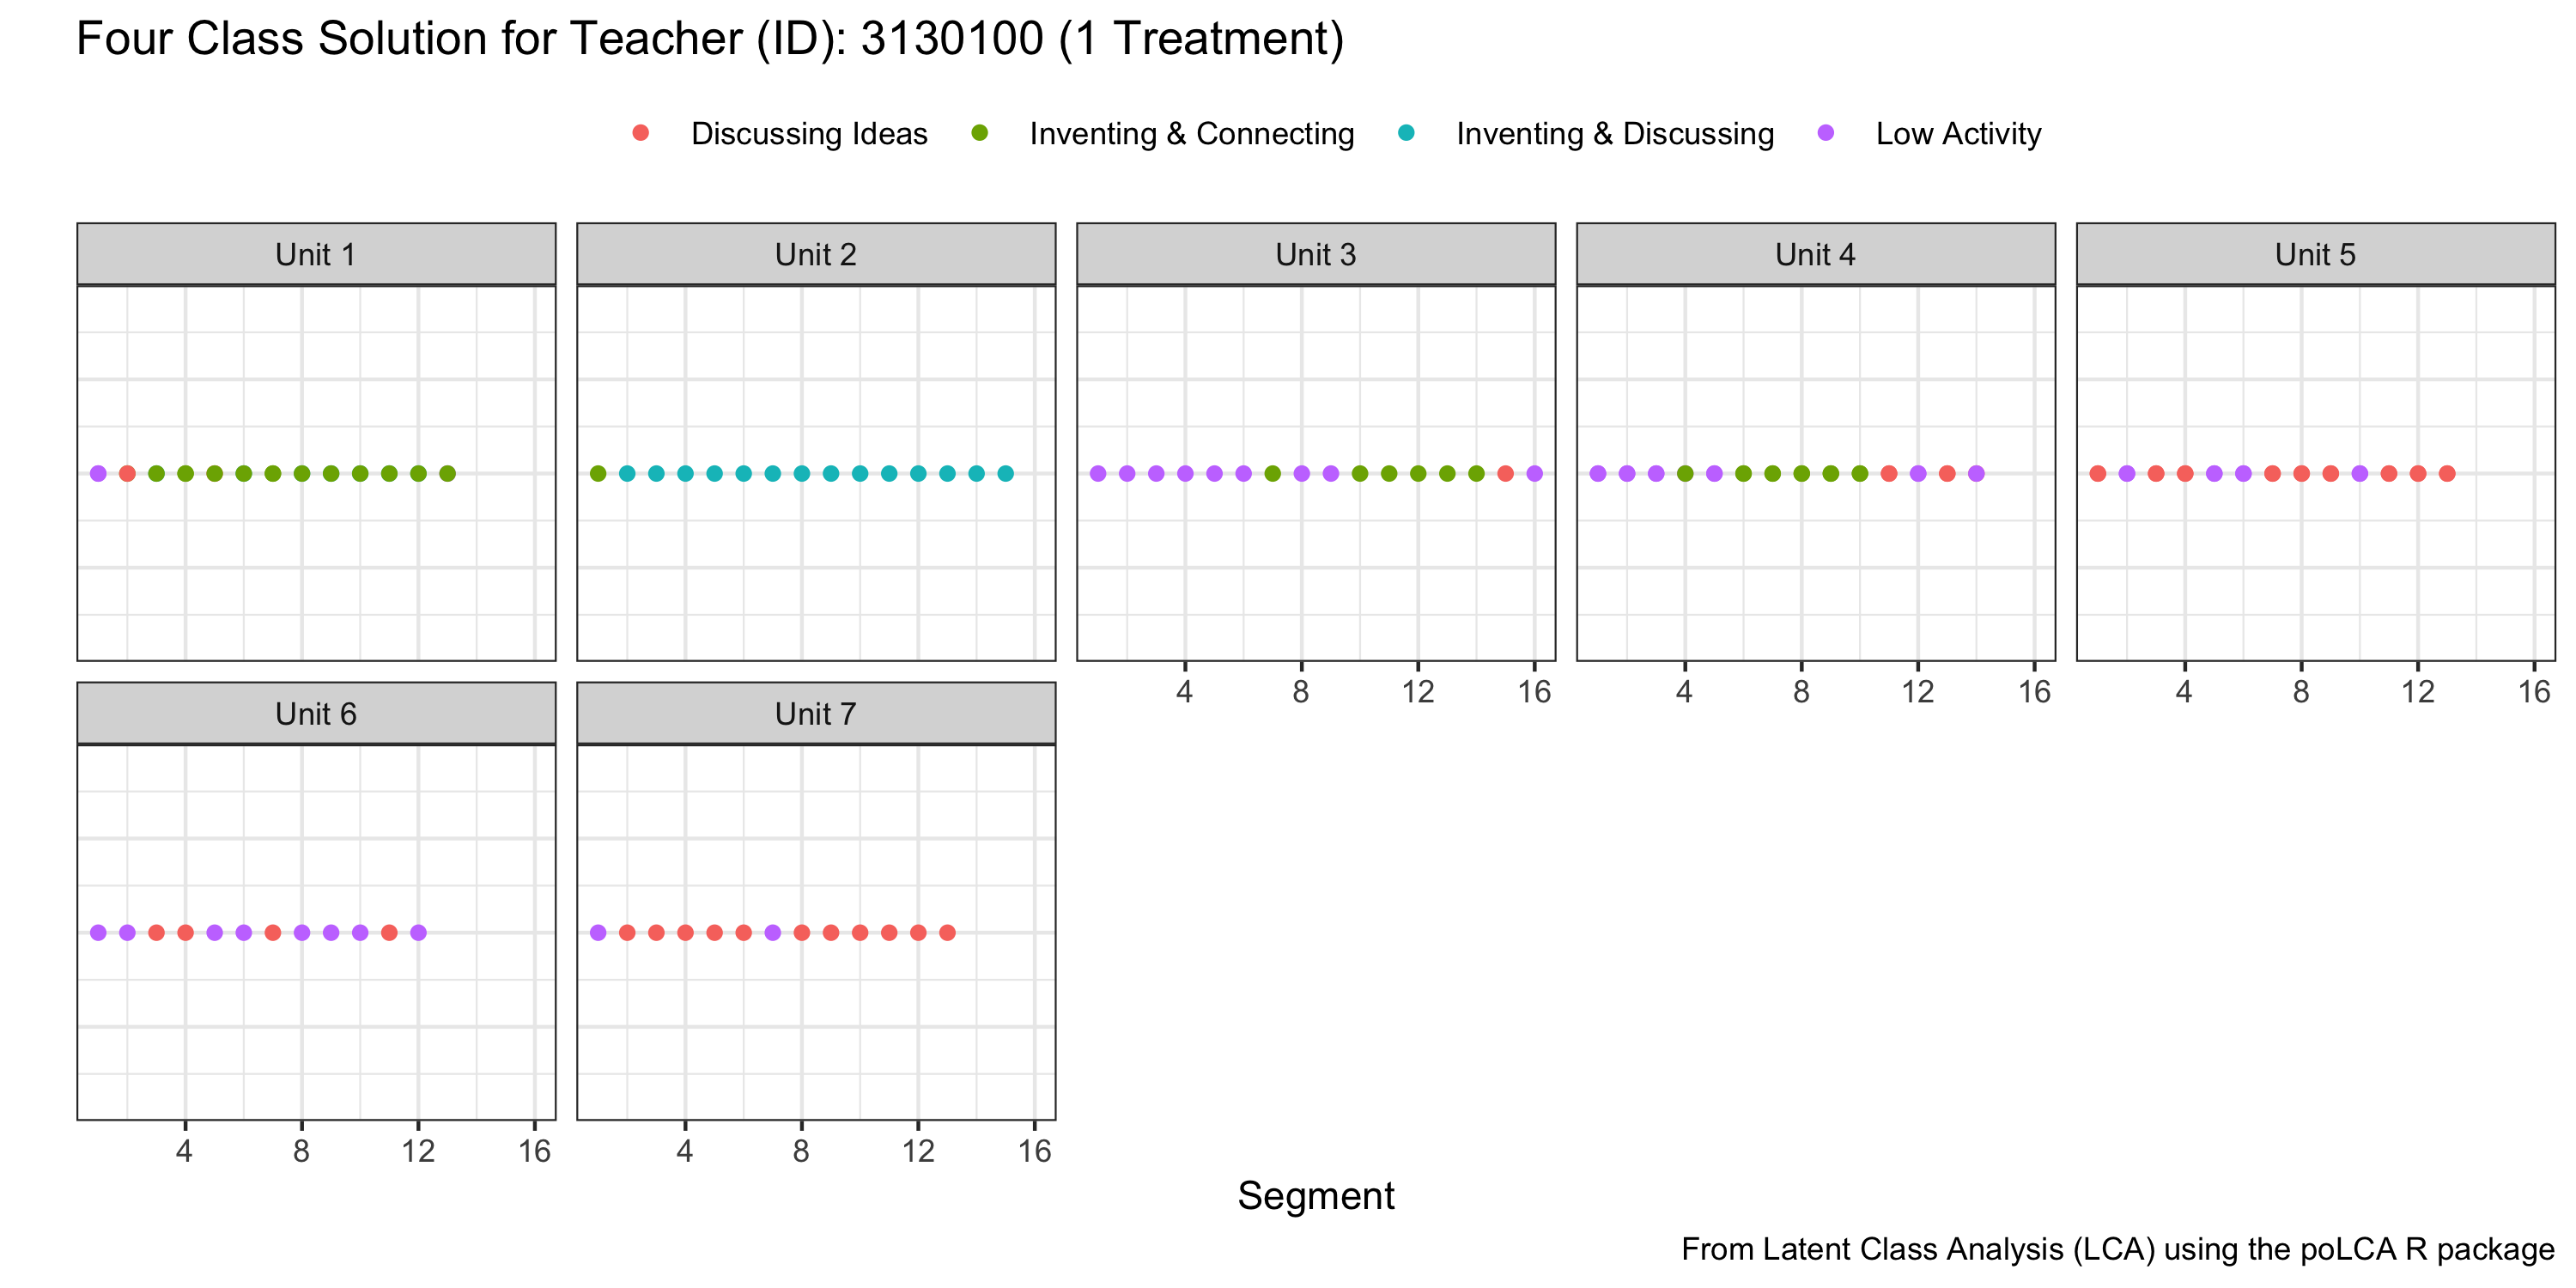 Four Class Solution for Teacher (ID): 3130100 (1 Treatment)
Discussing Ideas Inventing & Connecting Inventing & Discussing Low Activity
Unit 1 Unit 2 Unit 3 Unit 4 Unit 5
4 8 12 16 4 8 12 16 4 8 12 16
Unit 6 Unit 7
4 8 12 16 4 8 12 16
Segment
From Latent Class Analysis (LCA) using the poLCA R package